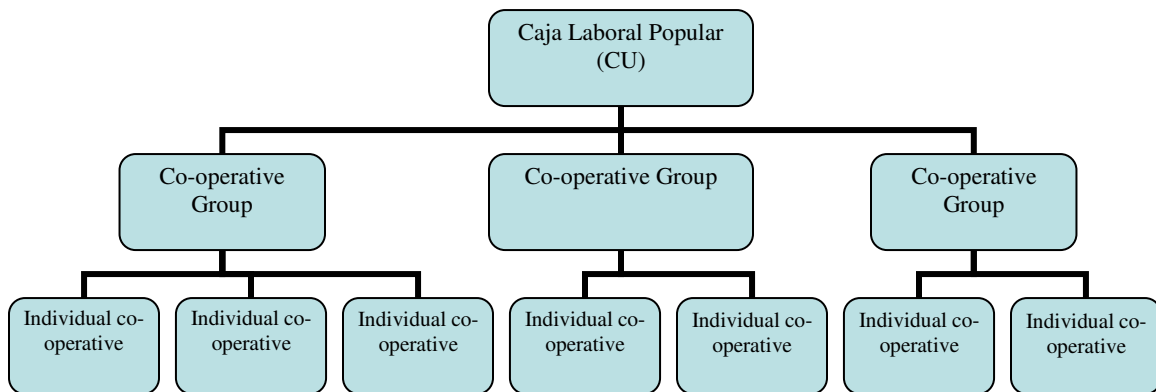 Caja Laboral Popular
(CU)
Co-operative
Group
Co-operative Group
Co-operative
Group
Individual co-
operative
Individual co-
operative
Individual co-
operative
Individual co-
operative
Individual co-
operative
Individual co-
operative
Individual co-
operative